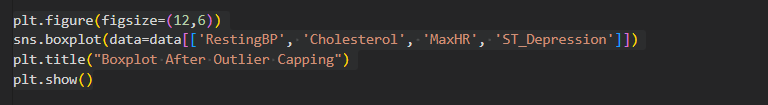 plt.figure(figsize=(12,6))
sns.boxplot(data=data[['RestingBP', 'Cholesterol', 'MaxHR', 'ST_Depression']])
plt.title("Boxplot After Outlier Capping")
plt.show()